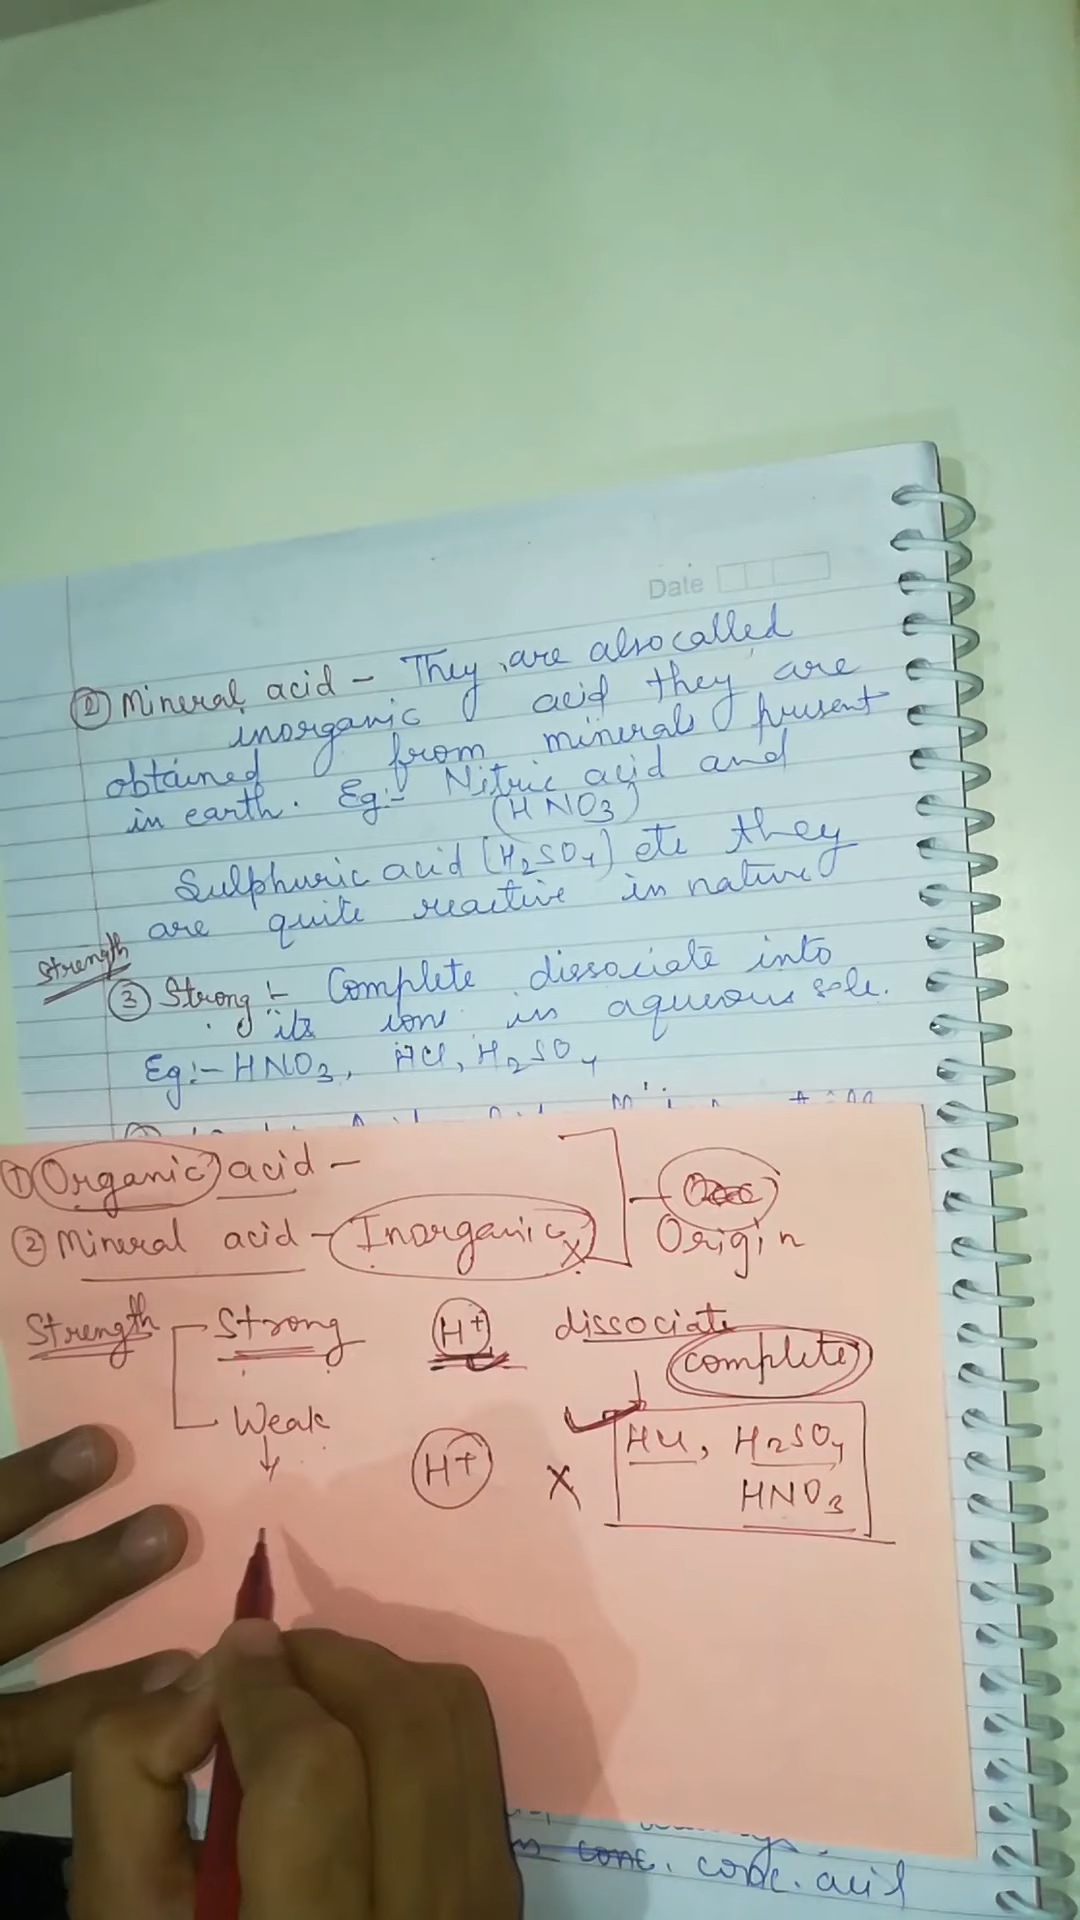 Date
② Mineral acid - They are also called
inorganic acid they are
obtained from minerals present
in earth. Eg:- Nitric acid and
(HNO3)
Sulphuric acid (H2SO4) etc they
are quite reactive in nature
Strength
③ Strong :- Complete dissociate into
its ions in aqueous soln.
Eg:- HNO3, HCl, H2SO4
① Organic acid -
② Mineral acid - Inorganic
Origin
Strength Strong H+ dissociate
complete
Weak H+ X HCl, H2SO4
HNO3
conc. conc. acid